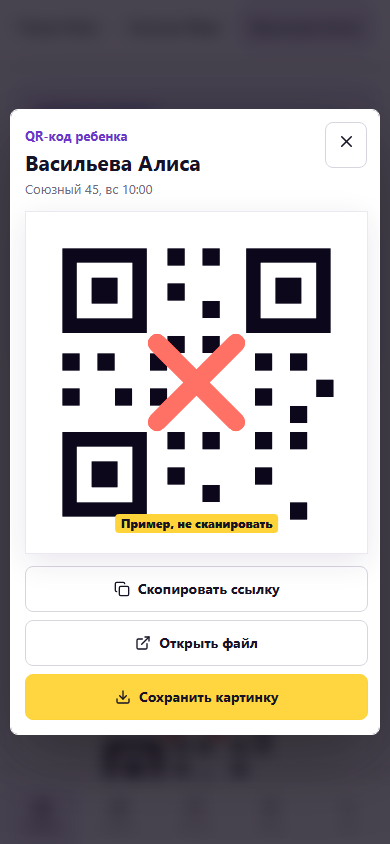 QR-код ребенка
Васильева Алиса
Союзный 45, вс 10:00
Пример, не сканировать
Скопировать ссылку
Открыть файл
Сохранить картинку